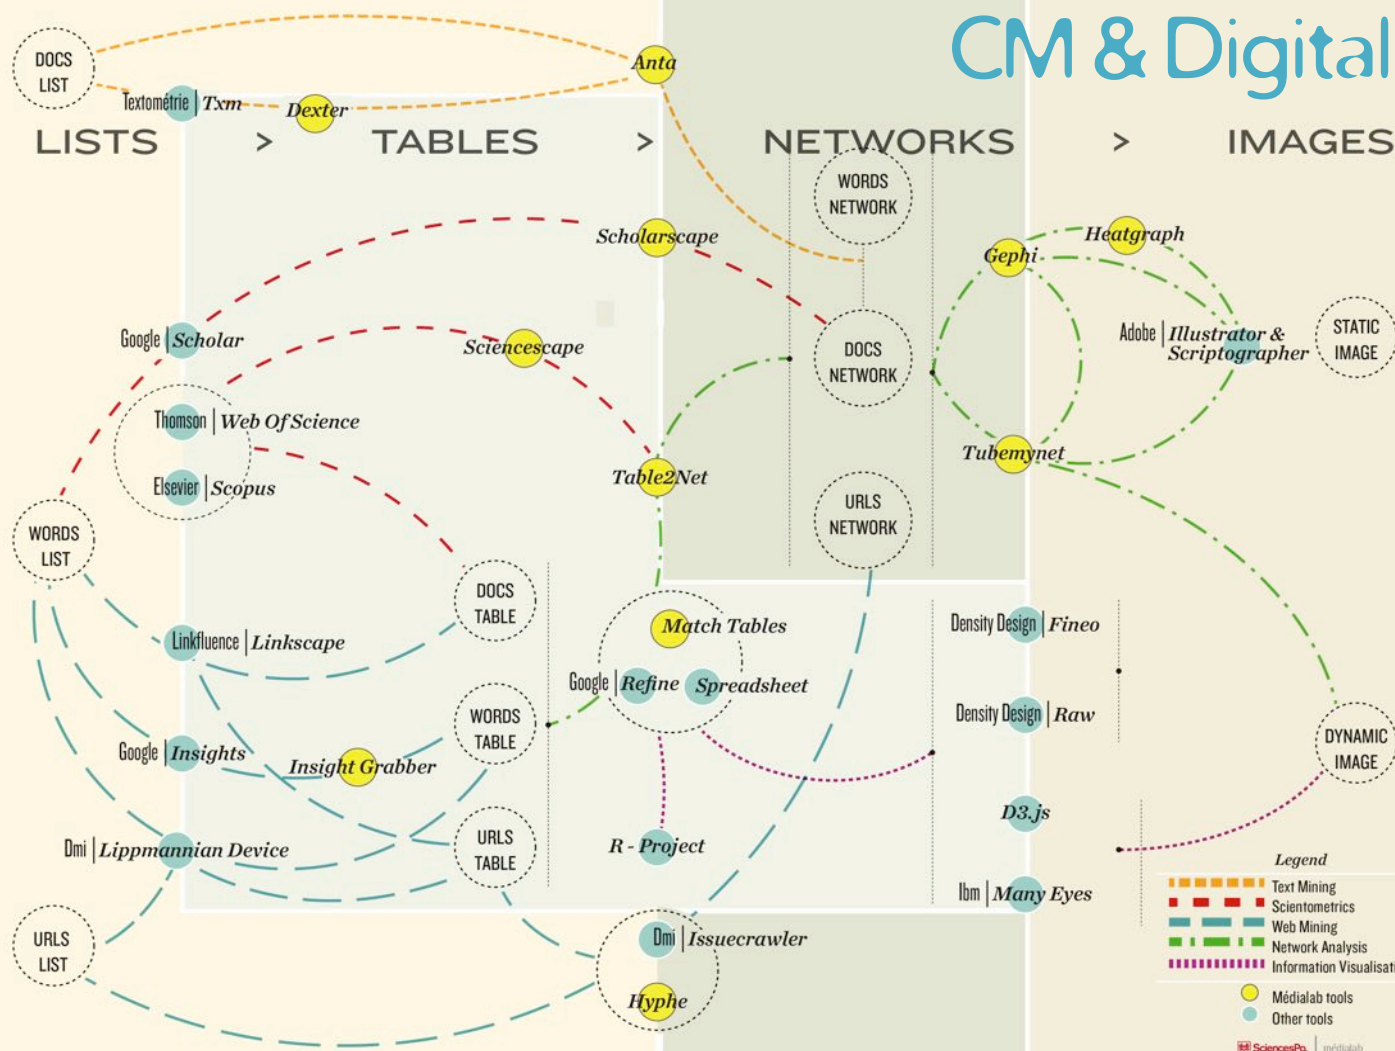 CM & Digital
DOCS
LIST
Textométrie | Txm
Dexter
Anta
LISTS > TABLES > NETWORKS > IMAGES
WORDS
NETWORK
Scholarscape
Gephi
Heatgraph
Google | Scholar
Sciencescape
DOCS
NETWORK
Adobe | Illustrator &
Scriptographer
STATIC
IMAGE
Thomson | Web Of Science
Elsevier | Scopus
Table2Net
Tubemynet
WORDS
LIST
URLS
NETWORK
DOCS
TABLE
Linkfluence | Linkscape
Match Tables
Google | Refine
Spreadsheet
Density Design | Fineo
WORDS
TABLE
Density Design | Raw
Google | Insights
Insight Grabber
DYNAMIC
IMAGE
Dmi | Lippmannian Device
URLS
TABLE
R - Project
D3.js
Ibm | Many Eyes
URLS
LIST
Dmi | Issuecrawler
Hyphe
Legend
Text Mining
Scientometrics
Web Mining
Network Analysis
Information Visualisati
Médialab tools
Other tools
SciencesPo. | médialab